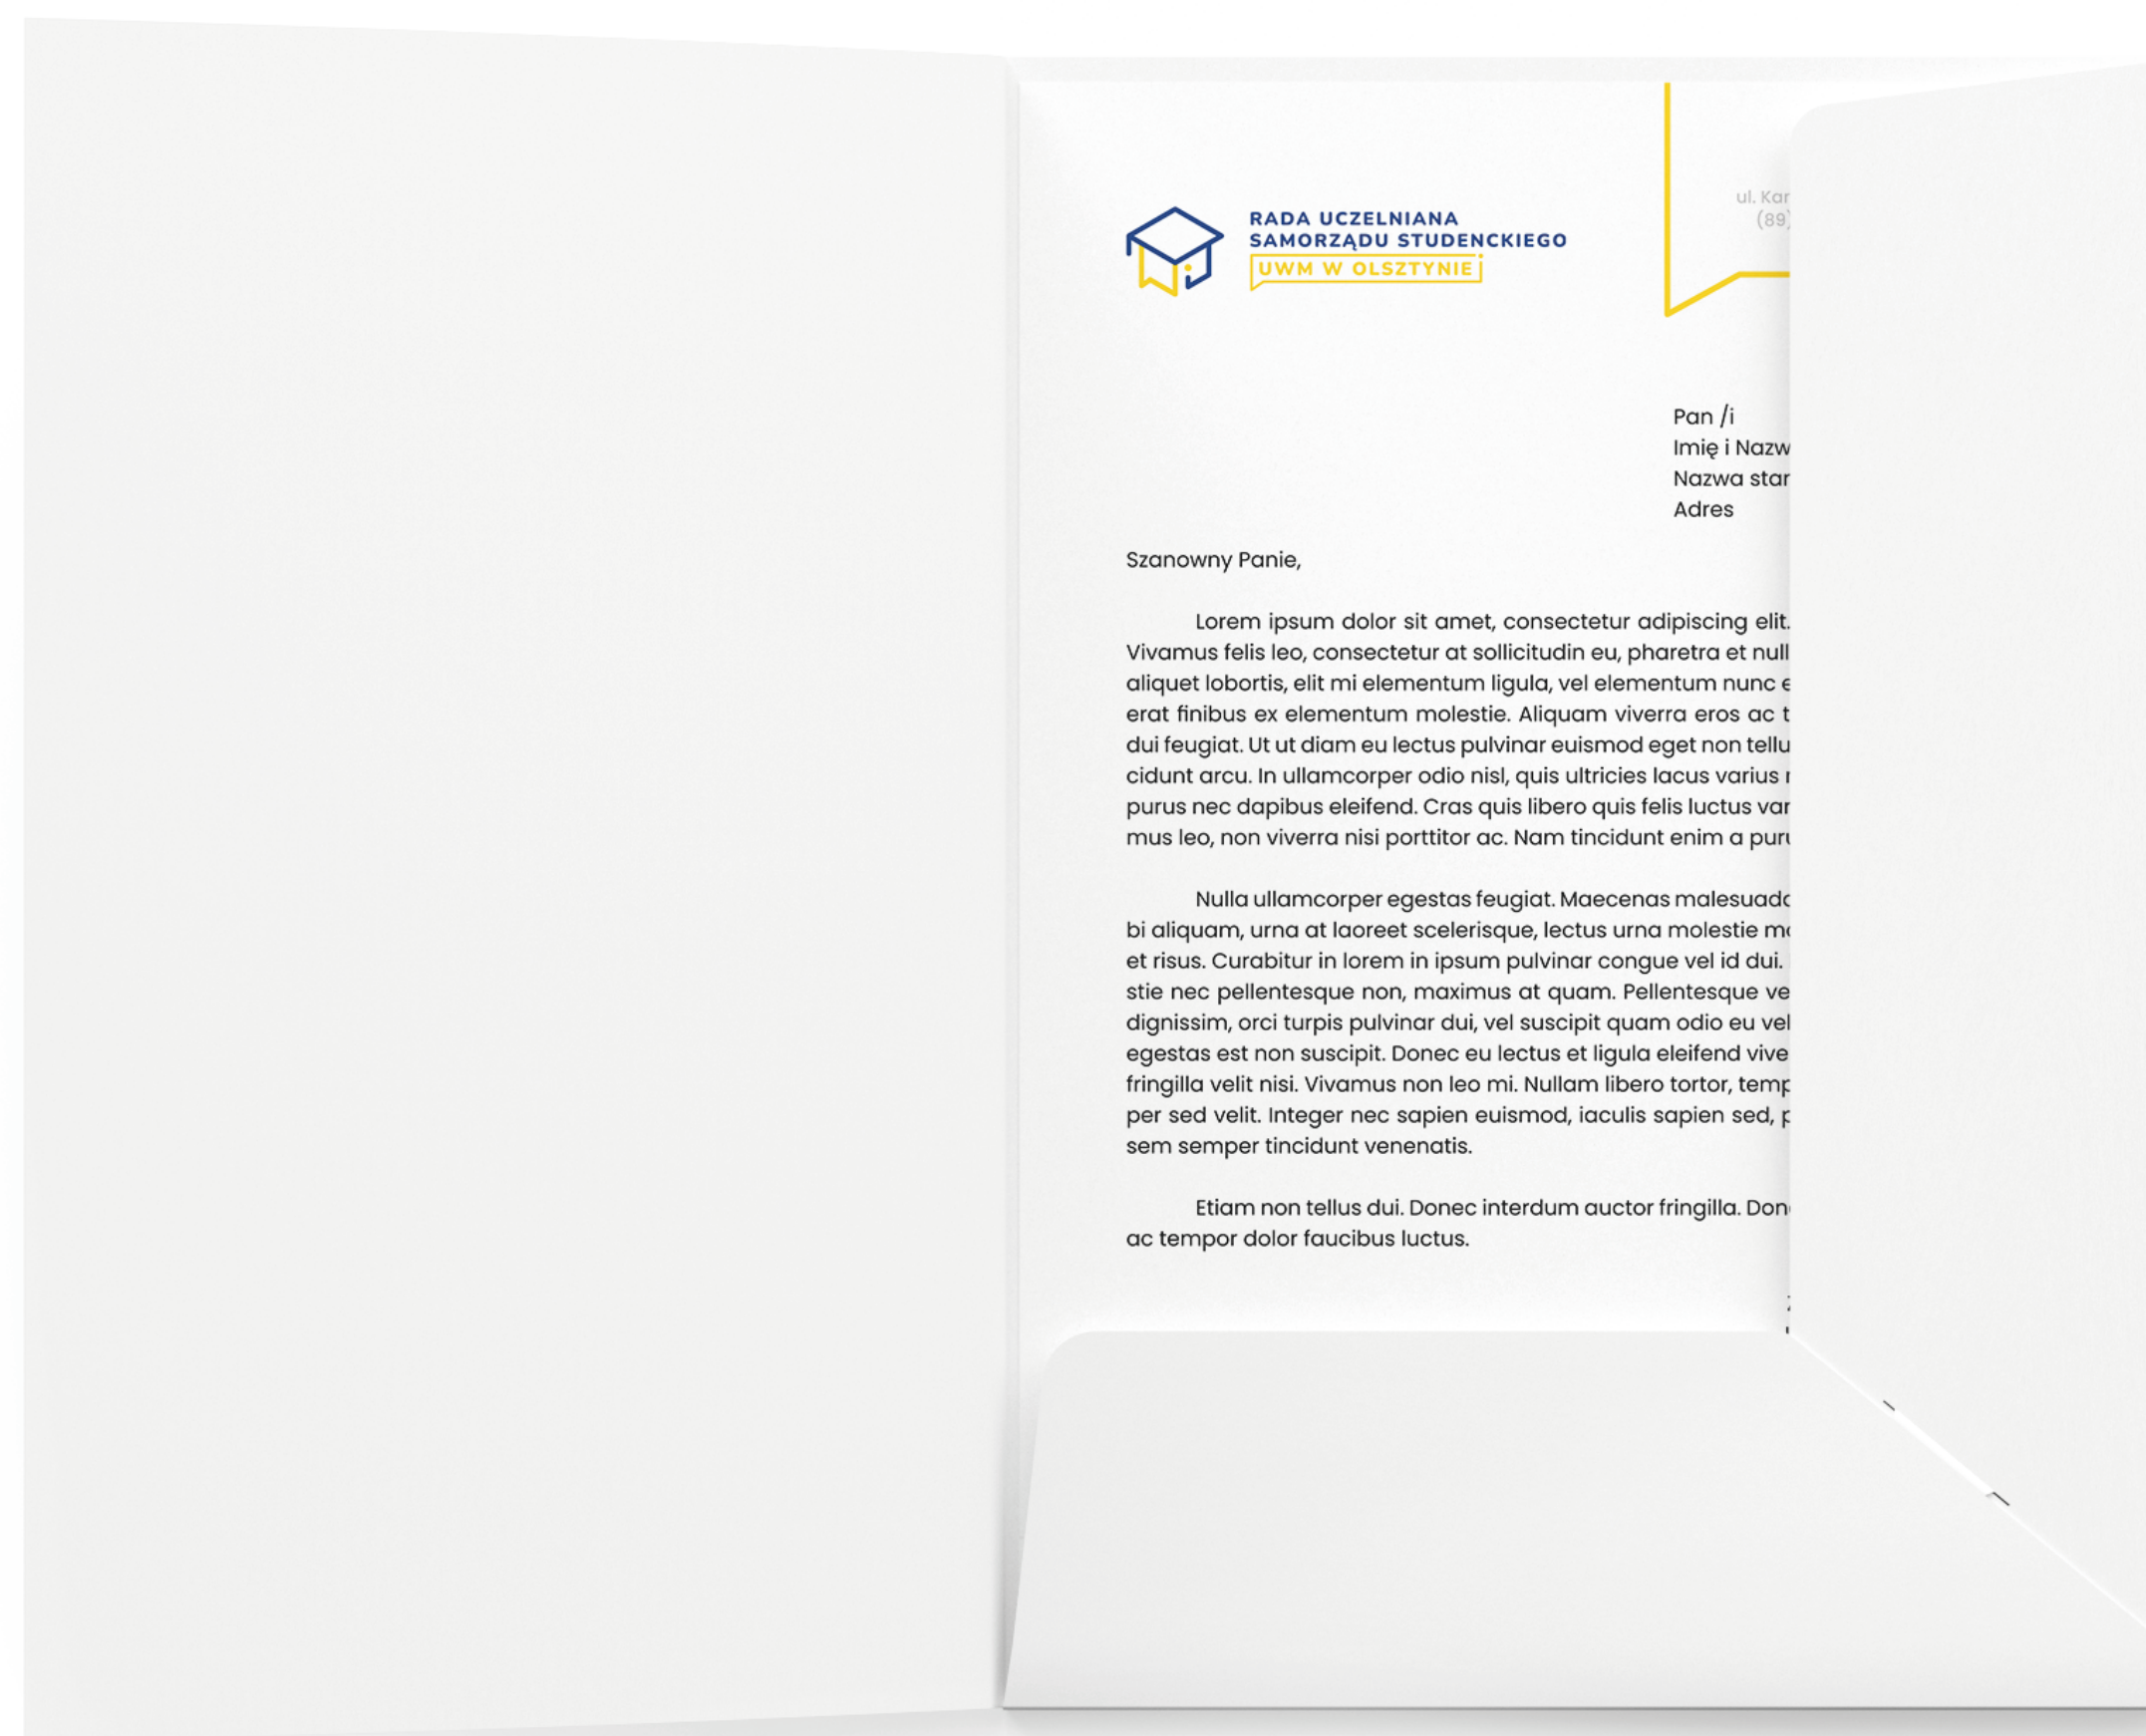 RADA UCZELNIANA
SAMORZĄDU STUDENCKIEGO
UWM W OLSZTYNIE
ul.
(89)
Pan /i
Imię i
Nazwa
Adres
Szanowny Panie,
Lorem ipsum dolor sit amet, consectetur adipiscing elit.
Vivamus felis leo, consectetur at sollicitudin eu, pharetra et
aliquet lobortis, elit mi elementum ligula, vel elementum nunc
erat finibus ex elementum molestie. Aliquam viverra eros ac
dui feugiat. Ut ut diam eu lectus pulvinar euismod eget non
cidunt arcu. In ullamcorper odio nisl, quis ultricies lacus varius
purus nec dapibus eleifend. Cras quis libero quis felis luctus
mus leo, non viverra nisi porttitor ac. Nam tincidunt enim a
Nulla ullamcorper egestas feugiat. Maecenas
bi aliquam, urna at laoreet scelerisque, lectus urna molestie
et risus. Curabitur in lorem in ipsum pulvinar congue vel id dui.
stie nec pellentesque non, maximus at quam. Pellentesque
dignissim, orci turpis pulvinar dui, vel suscipit quam odio eu
egestas est non suscipit. Donec eu lectus et ligula eleifend
fringilla velit nisi. Vivamus non leo mi. Nullam libero tortor,
per sed velit. Integer nec sapien euismod, iaculis sapien sed,
sem semper tincidunt venenatis.
Etiam non tellus dui. Donec interdum auctor fringilla.
ac tempor dolor faucibus luctus.